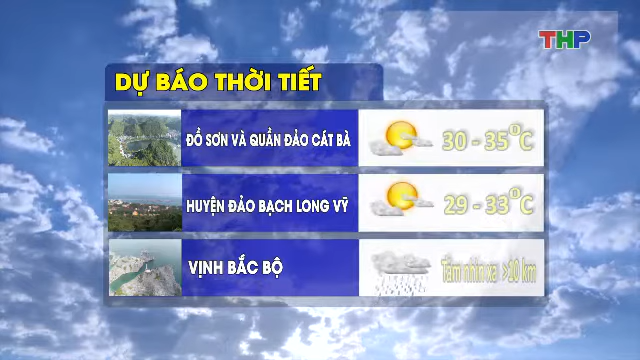 THP
DỰ BÁO THỜI TIẾT
ĐỒ SƠN VÀ QUẦN ĐẢO CÁT BÀ
30 - 35°C
HUYỆN ĐẢO BẠCH LONG VỸ
29 - 33°C
VỊNH BẮC BỘ
Tầm nhìn xa >10 km